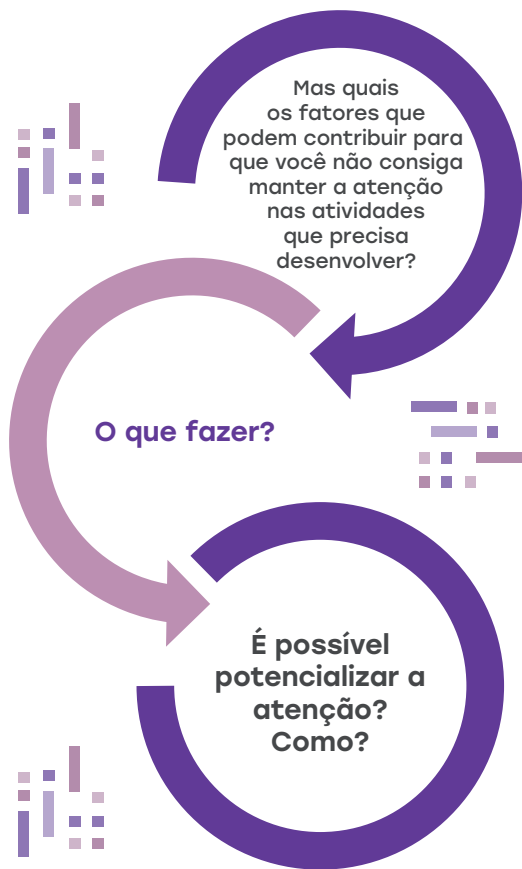 Mas quais
os fatores que
podem contribuir para
que você não consiga
manter a atenção
nas atividades
que precisa
desenvolver?
O que fazer?
É possível
potencializar a
atenção?
Como?